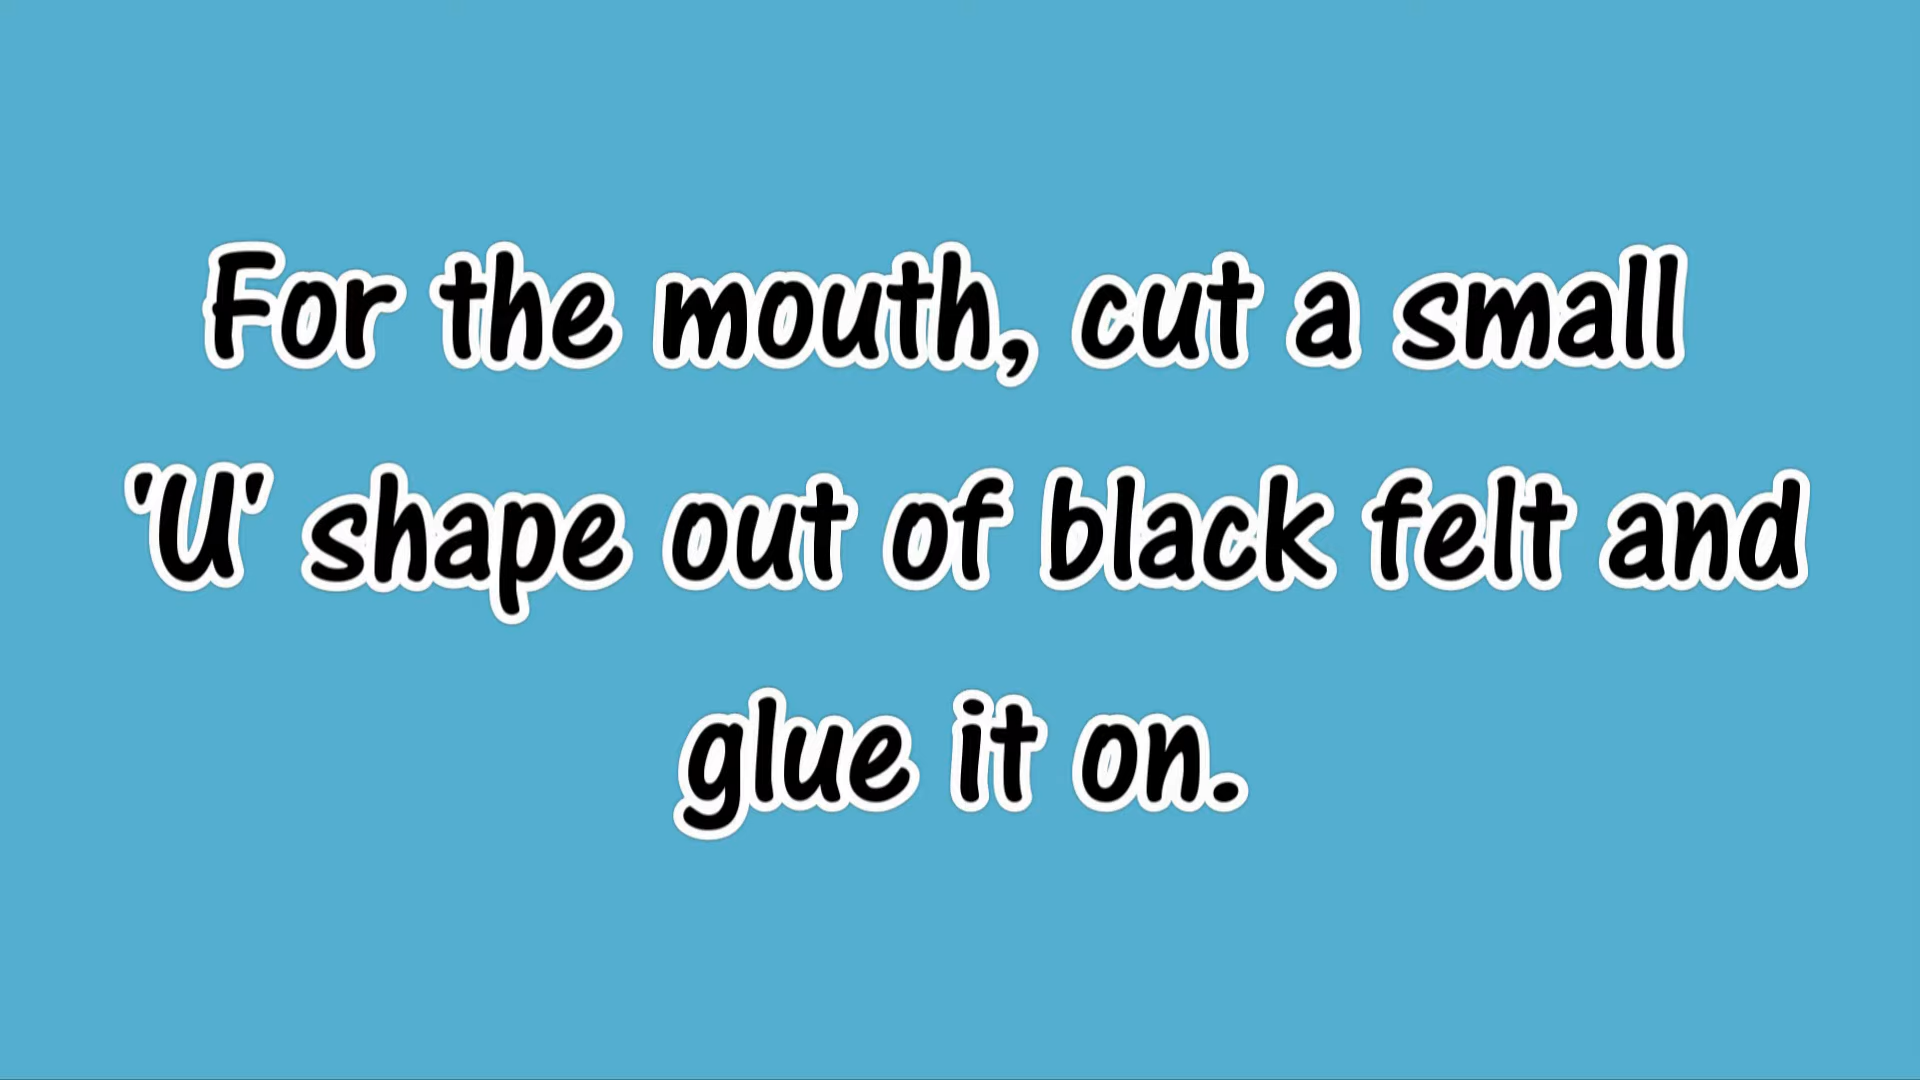 For the mouth, cut a small
'U' shape out of black felt and
glue it on.